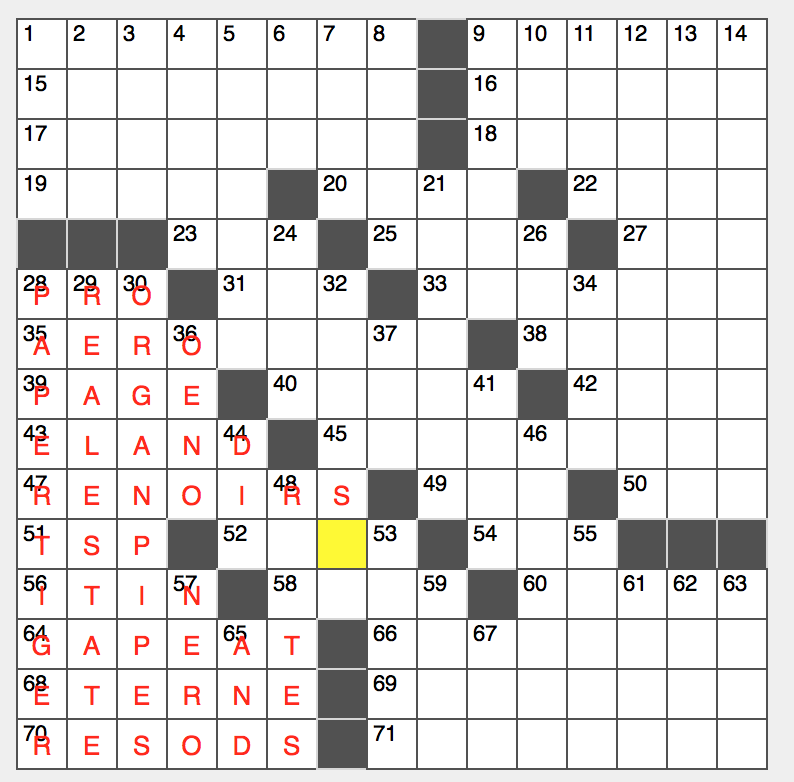 1 2 3 4 5 6 7 8 9 10 11 12 13 14
15 16
17 18
19 20 21 22
23 24 25 26 27
28 29 30 31 32 33 34
P R O
35 36 37 38
A E R O
39 40 41 42
P A G E
43 44 45 46
E L A N D
47 48 49 50
R E N O I R S
51 52 53 54 55
T S P
56 57 58 59 60 61 62 63
I T I N
64 65 66 67
G A P E A T
68 69
E T E R N E
70 71
R E S O D S